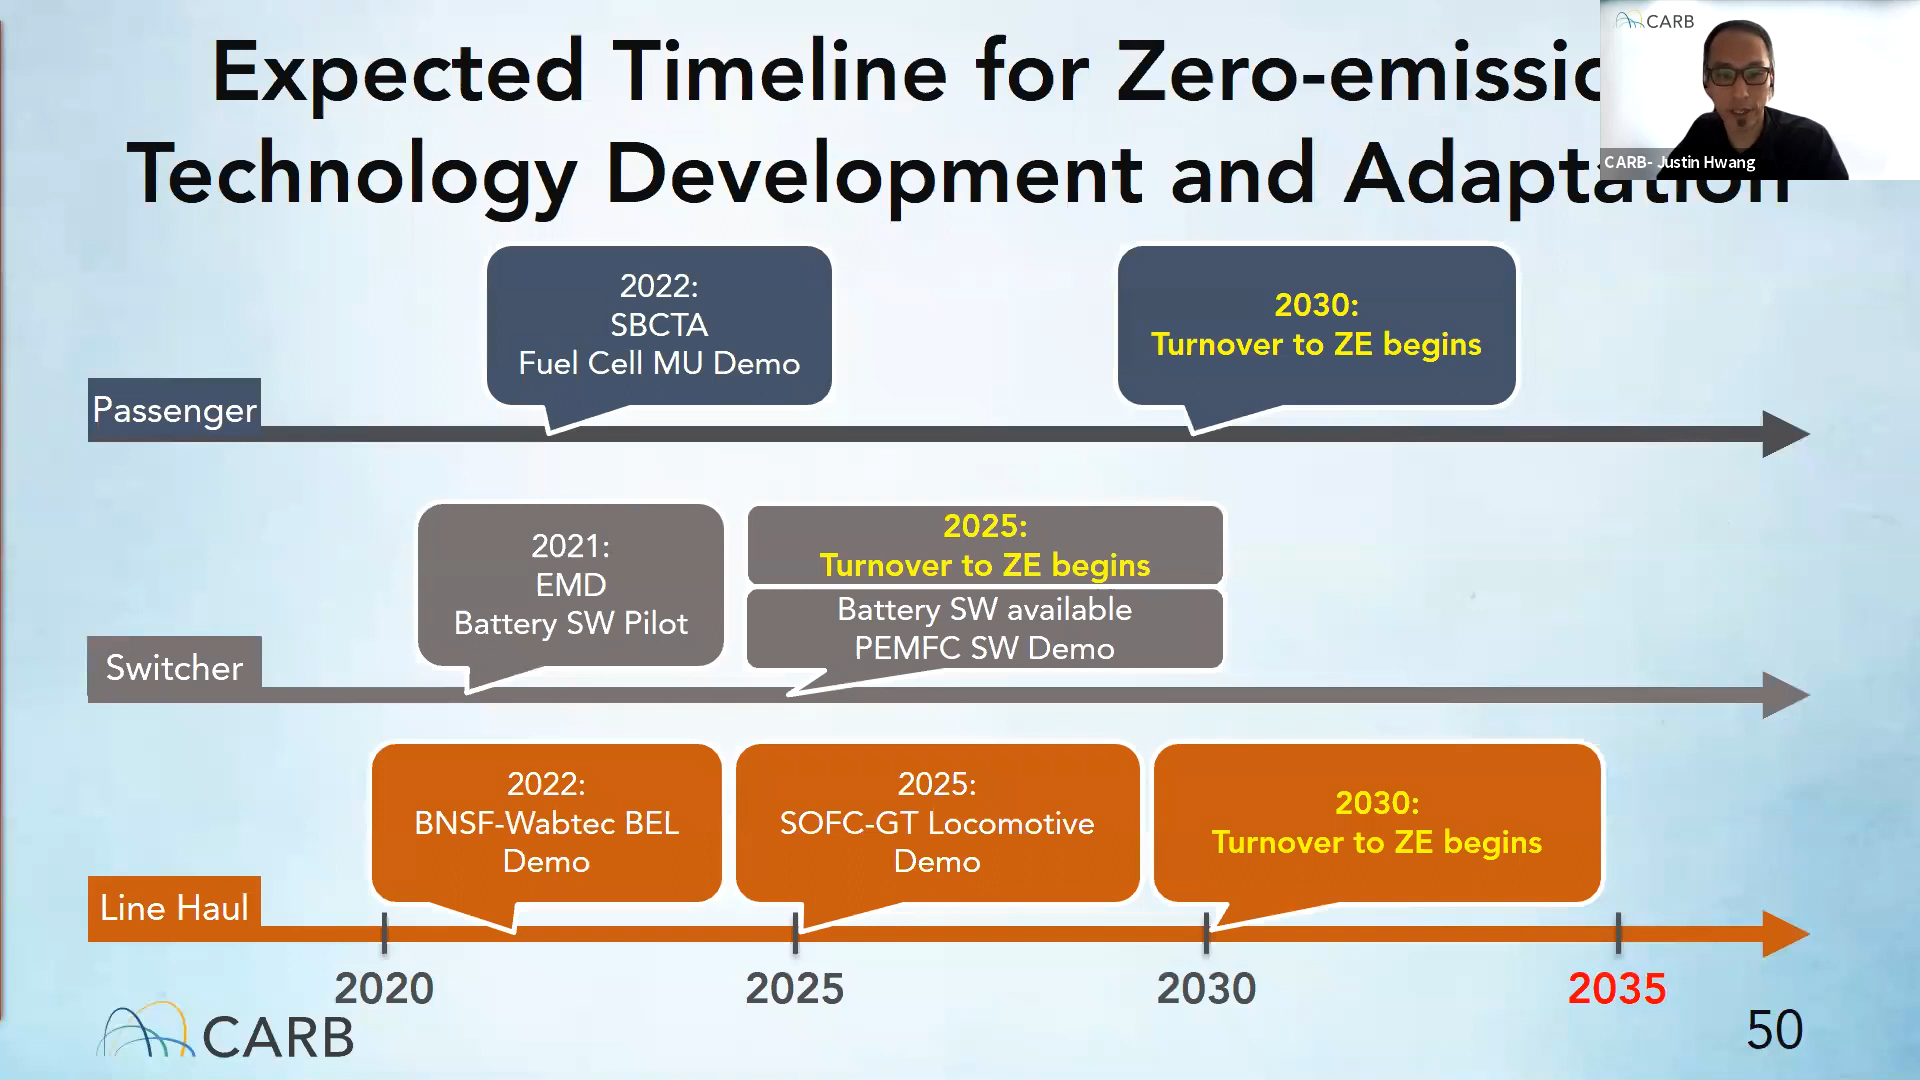 Expected Timeline for Zero-emissio
Technology Development and Adaptation
CARB
CARB- Justin Hwang
2022:
SBCTA
Fuel Cell MU Demo
2030:
Turnover to ZE begins
Passenger
2021:
EMD
Battery SW Pilot
2025:
Turnover to ZE begins
Battery SW available
PEMFC SW Demo
Switcher
2022:
BNSF-Wabtec BEL
Demo
2025:
SOFC-GT Locomotive
Demo
2030:
Turnover to ZE begins
Line Haul
2020
2025
2030
2035
CARB
50